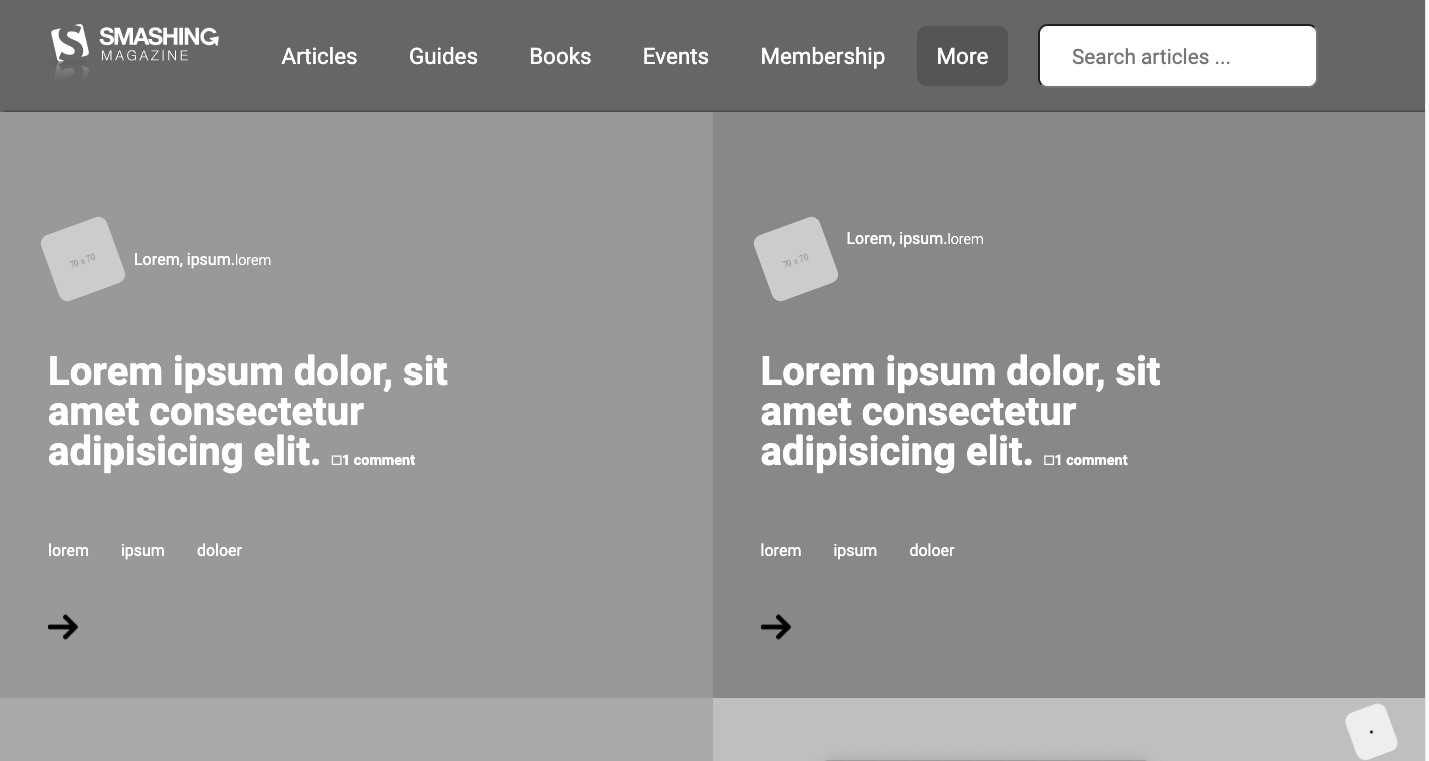 SMASHING
MAGAZINE
Articles Guides Books Events Membership More Search articles ...
70 x 70
Lorem, ipsum.lorem
Lorem ipsum dolor, sit
amet consectetur
adipisicing elit. □1 comment
lorem ipsum doloer
70 x 70
Lorem, ipsum.lorem
Lorem ipsum dolor, sit
amet consectetur
adipisicing elit. □1 comment
lorem ipsum doloer